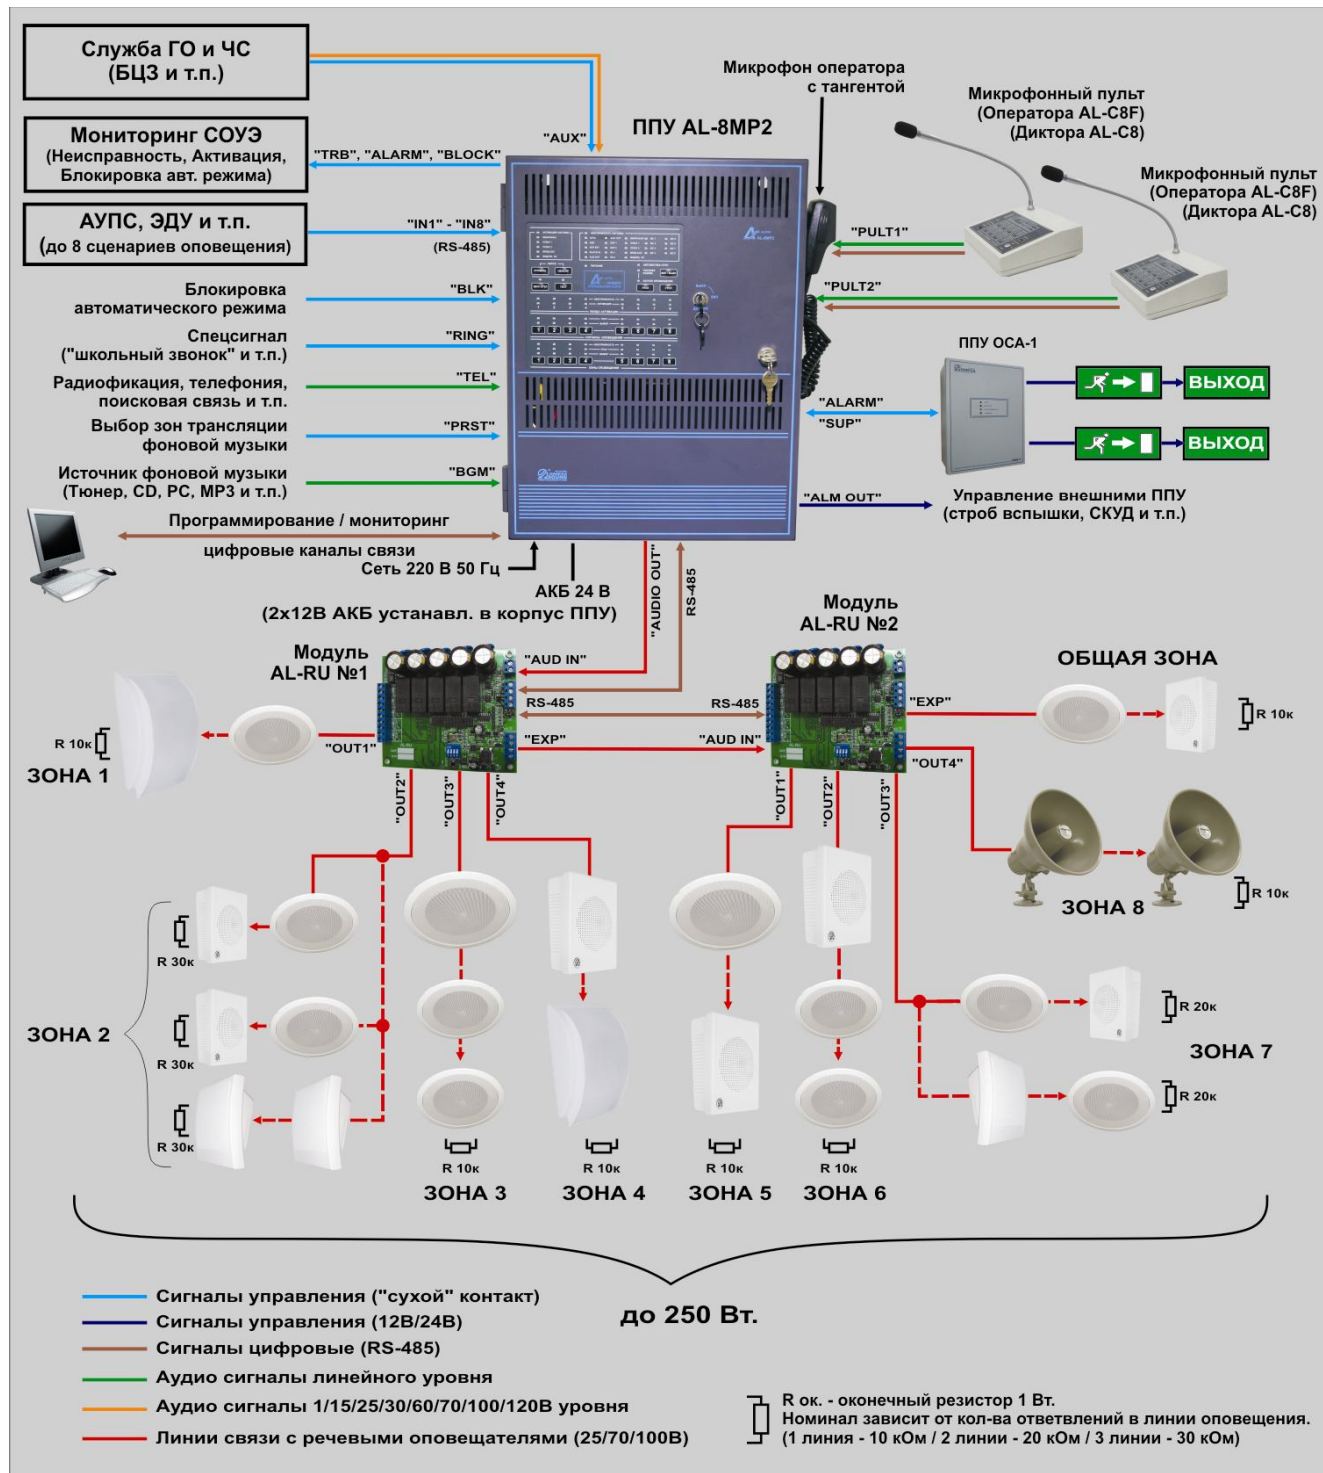 Служба ГО и ЧС
(БЦЗ и т.п.)
"AUX"
Мониторинг СОУЭ
(Неисправность, Активация,
Блокировка авт. режима)
"TRB", "ALARM", "BLOCK"
АУПС, ЭДУ и т.п.
(до 8 сценариев оповещения)
"IN1" - "IN8"
(RS-485)
Блокировка
автоматического режима
"BLK"
Спецсигнал
("школьный звонок" и т.п.)
"RING"
Радиофикация, телефония,
поисковая связь и т.п.
"TEL"
Выбор зон трансляции
фоновой музыки
"PRST"
Источник фоновой музыки
(Тюнер, CD, PC, MP3 и т.п.)
"BGM"
Программирование / мониторинг
цифровые каналы связи
Сеть 220 В 50 Гц
АКБ 24 В
(2x12В АКБ устанавл. в корпус ППУ)
ППУ AL-8MP2
Микрофон оператора
с тангентой
Микрофонный пульт
(Оператора AL-C8F)
(Диктора AL-C8)
Микрофонный пульт
(Оператора AL-C8F)
(Диктора AL-C8)
"PULT1"
"PULT2"
ППУ ОСА-1
"ALARM"
"SUP"
ВЫХОД
ВЫХОД
"ALM OUT"
Управление внешними ППУ
(строб вспышки, СКУД и т.п.)
"AUDIO OUT"
RS-485
Модуль
AL-RU №1
"AUD IN"
RS-485
"EXP"
"OUT1"
"OUT2"
"OUT3"
"OUT4"
Модуль
AL-RU №2
RS-485
"AUD IN"
"EXP"
"OUT4"
"OUT1"
"OUT2"
"OUT3"
ОБЩАЯ ЗОНА
R 10к
R 10к
ЗОНА 1
R 10к
ЗОНА 8
R 30к
R 30к
R 30к
ЗОНА 2
R 20к
ЗОНА 7
R 20к
R 10к
ЗОНА 3
R 10к
ЗОНА 4
R 10к
ЗОНА 5
R 10к
ЗОНА 6
до 250 Вт.
Сигналы управления ("сухой" контакт)
Сигналы управления (12В/24В)
Сигналы цифровые (RS-485)
Аудио сигналы линейного уровня
Аудио сигналы 1/15/25/30/60/70/100/120В уровня
Линии связи с речевыми оповещателями (25/70/100В)
R ок. - оконечный резистор 1 Вт.
Номинал зависит от кол-ва ответвлений в линии оповещения.
(1 линия - 10 кОм / 2 линии - 20 кОм / 3 линии - 30 кОм)